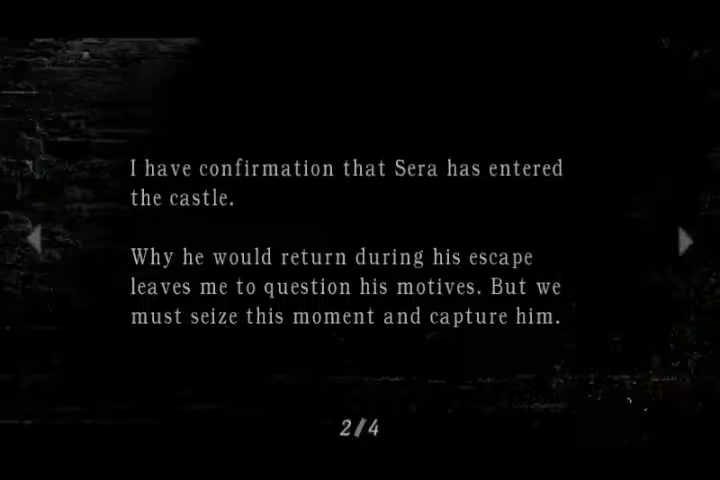 I have confirmation that Sera has entered
the castle.
Why he would return during his escape
leaves me to question his motives. But we
must seize this moment and capture him.
2/4